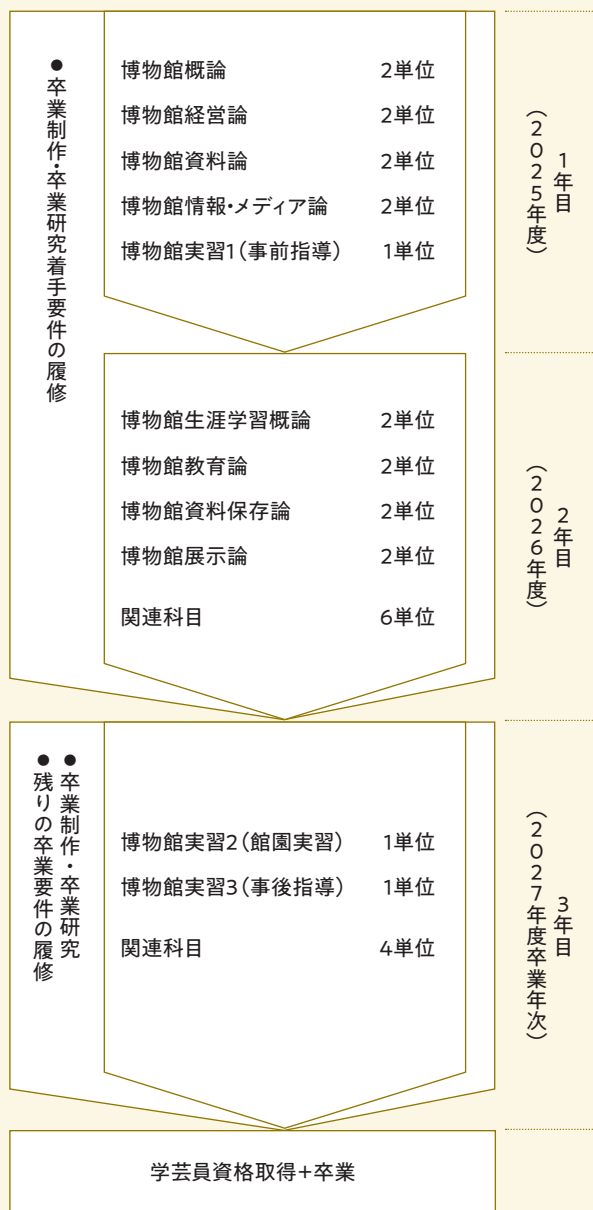 ●卒業制作・卒業研究着手要件の履修
博物館概論 2単位
博物館経営論 2単位
博物館資料論 2単位
博物館情報・メディア論 2単位
博物館実習1(事前指導) 1単位
1年目
(2025年度)
博物館生涯学習概論 2単位
博物館教育論 2単位
博物館資料保存論 2単位
博物館展示論 2単位
関連科目 6単位
2年目
(2026年度)
●卒業制作・卒業研究
●残りの卒業要件の履修
博物館実習2(館園実習) 1単位
博物館実習3(事後指導) 1単位
関連科目 4単位
3年目
(2027年度卒業年次)
学芸員資格取得+卒業